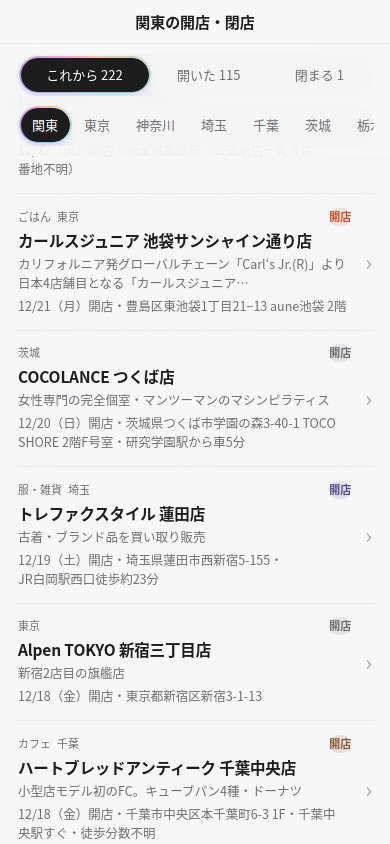 関東の開店・閉店
これから 222
開いた 115
閉まる 1
関東
東京
神奈川
埼玉
千葉
茨城
栃木
番地不明）
ごはん 東京
開店
カールスジュニア 池袋サンシャイン通り店
カリフォルニア発グローバルチェーン「Carl's Jr.(R)」より
日本4店舗目となる「カールスジュニア…
12/21（月）開店・豊島区東池袋1丁目21−13 aune池袋 2階
茨城
開店
COCOLANCE つくば店
女性専門の完全個室・マンツーマンのマシンピラティス
12/20（日）開店・茨城県つくば市学園の森3-40-1 TOCO
SHORE 2階F号室・研究学園駅から車5分
服・雑貨 埼玉
開店
トレファクスタイル 蓮田店
古着・ブランド品を買い取り販売
12/19（土）開店・埼玉県蓮田市西新宿5-155・
JR白岡駅西口徒歩約23分
東京
開店
Alpen TOKYO 新宿三丁目店
新宿2店目の旗艦店
12/18（金）開店・東京都新宿区新宿3-1-13
カフェ 千葉
開店
ハートブレッドアンティーク 千葉中央店
小型店モデル初のFC。キューブパン4種・ドーナツ
12/18（金）開店・千葉市中央区本千葉町6-3 1F・千葉中
央駅すぐ・徒歩分数不明